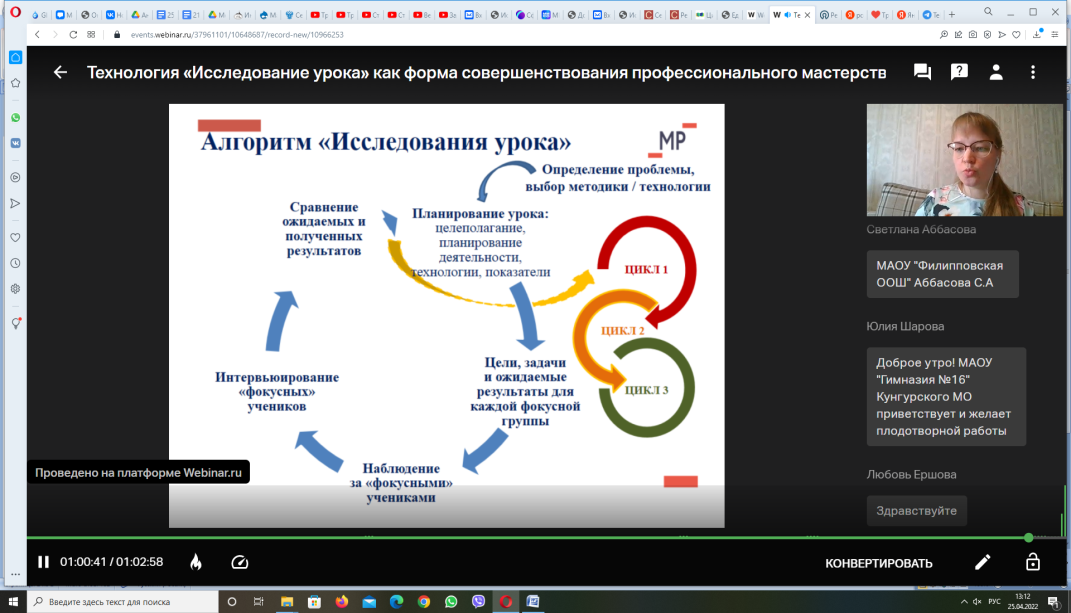 events.webinar.ru/37961101/10648687/record-new/10966253
Технология «Исследование урока» как форма совершенствования профессионального мастерств
Алгоритм «Исследования урока»
МР
Определение проблемы,
выбор методики / технологии
Планирование урока:
целеполагание,
планирование
деятельности,
технологии, показатели
Сравнение
ожидаемых и
полученных
результатов
ЦИКЛ 1
ЦИКЛ 2
ЦИКЛ 3
Цели, задачи
и ожидаемые
результаты для
каждой фокусной
группы
Интервьюирование
«фокусных»
учеников
Наблюдение
за «фокусными»
учениками
Светлана Аббасова
МАОУ "Филипповская
ООШ" Аббасова С.А
Юлия Шарова
Доброе утро! МАОУ
"Гимназия №16"
Кунгурского МО
приветствует и желает
плодотворной работы
Любовь Ершова
Здравствуйте
Проведено на платформе Webinar.ru
01:00:41 / 01:02:58
КОНВЕРТИРОВАТЬ
Введите здесь текст для поиска
РУС
13:12
25.04.2022